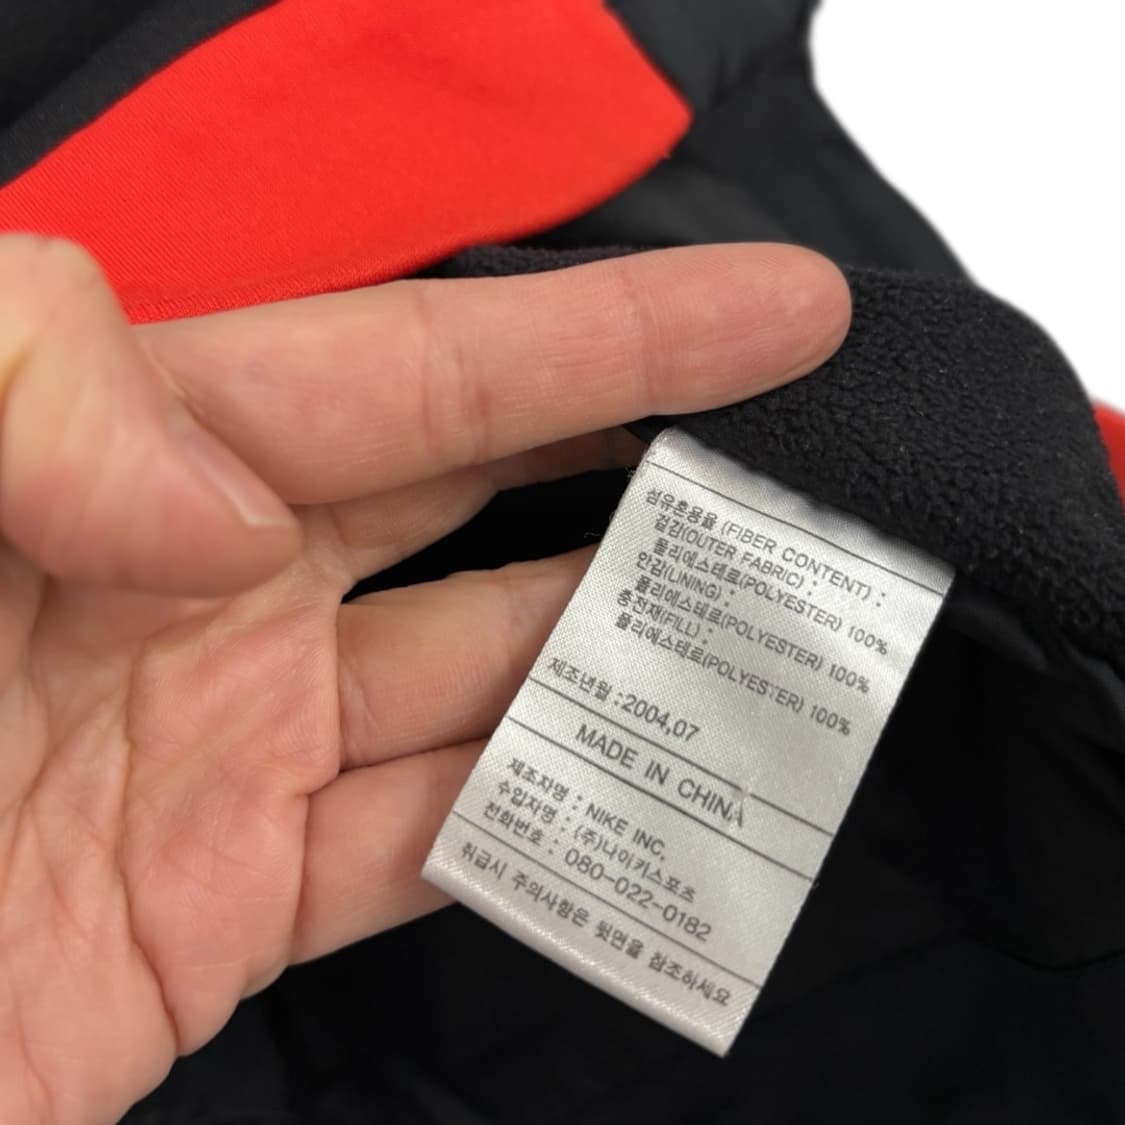 섬유혼용율 (FIBER CONTENT) :
겉감(OUTER FABRIC) :
폴리에스테르(POLYESTER) 100%
안감(LINING) :
폴리에스테르(POLYESTER) 100%
충전재(FILL) :
폴리에스테르(POLYESTER) 100%
제조년월 :2004,07
MADE IN CHINA
제조자명 : NIKE INC,
수입자명 : (주)나이키스포츠
전화번호 : 080-022-0182
취급시 주의사항은 뒷면을 참조하세요